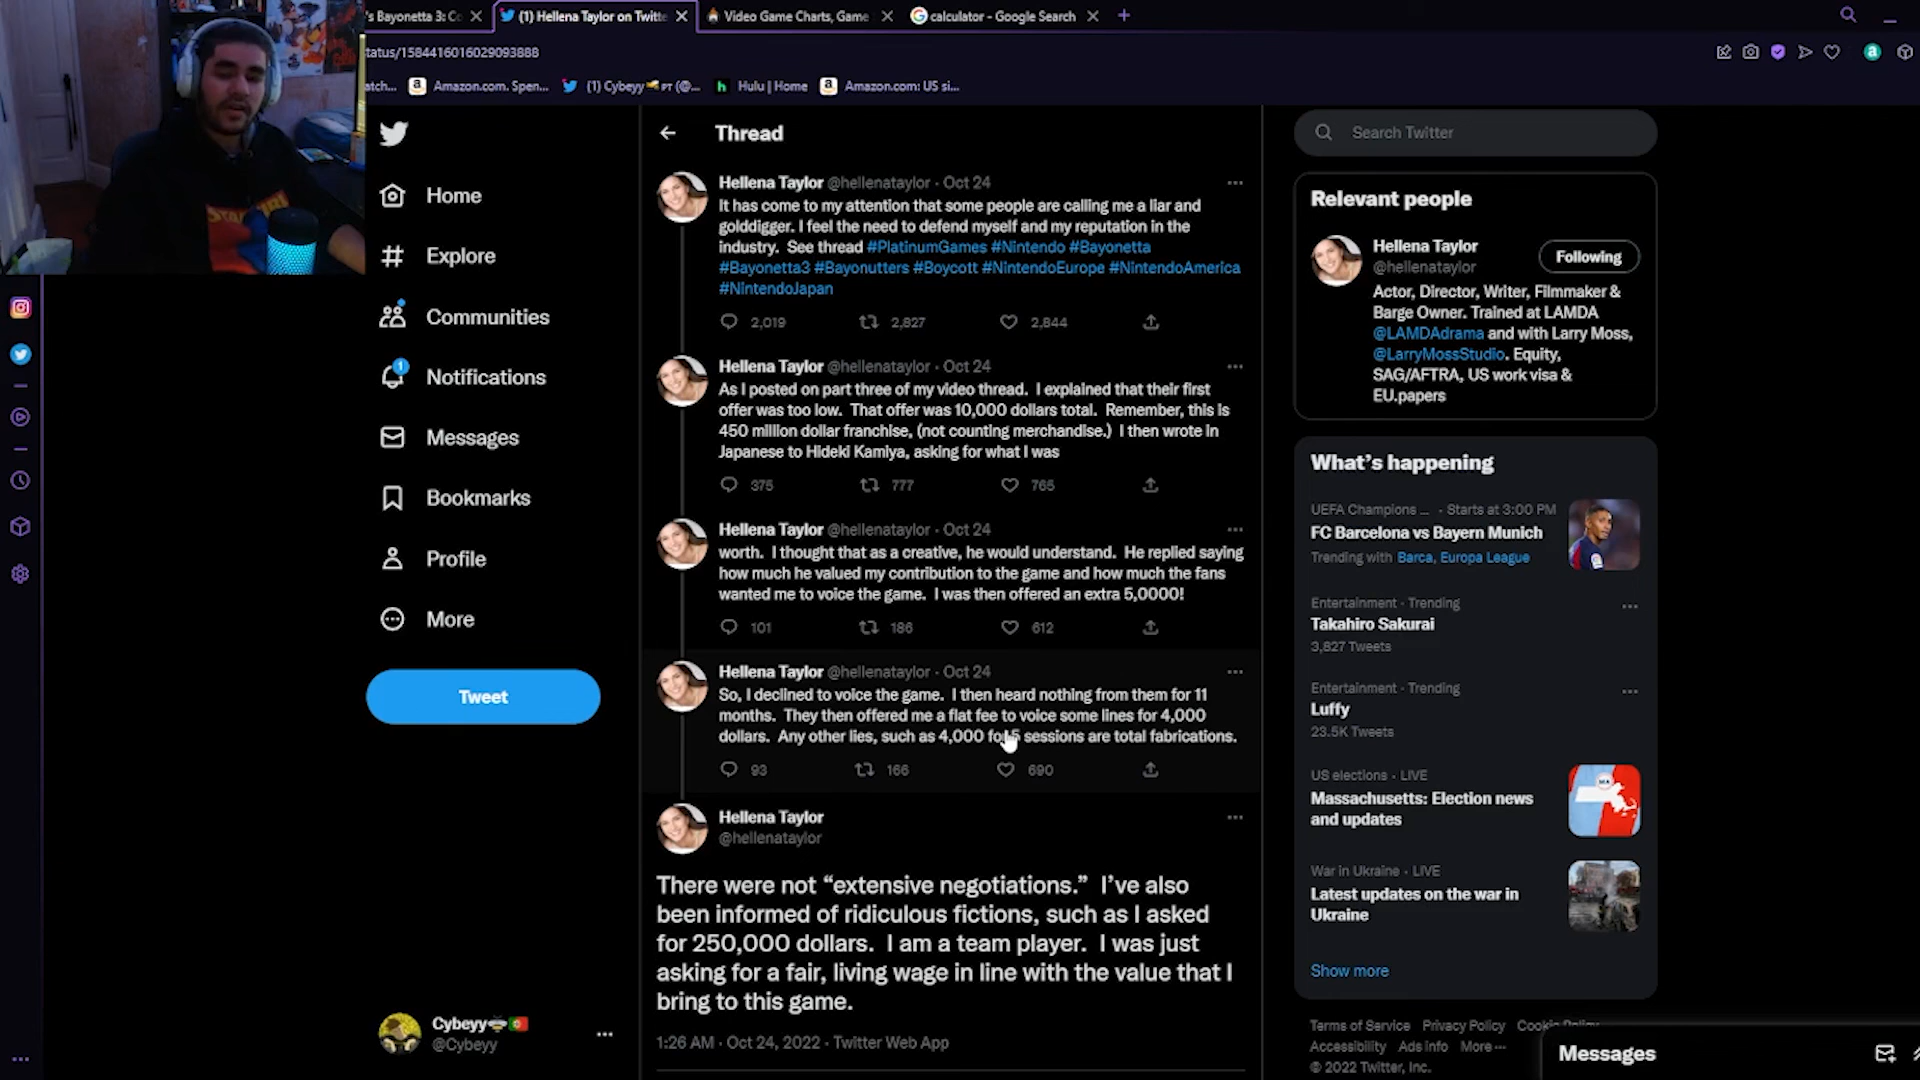 's Bayonetta 3: Co
(1) Hellena Taylor on Twitte
Video Game Charts, Game
calculator - Google Search
tatus/1584416016029093888
atch...
Amazon.com. Spen...
(1) Cybeyy PT (@...
Hulu | Home
Amazon.com: US si...
Home
Explore
Communities
Notifications
1
Messages
Bookmarks
Profile
More
Tweet
Cybeyy
@Cybeyy
Thread
Hellena Taylor @hellenataylor · Oct 24
It has come to my attention that some people are calling me a liar and
golddigger. I feel the need to defend myself and my reputation in the
industry. See thread #PlatinumGames #Nintendo #Bayonetta
#Bayonetta3 #Bayonutters #Boycott #NintendoEurope #NintendoAmerica
#NintendoJapan
2,019 2,827 2,844
Hellena Taylor @hellenataylor · Oct 24
As I posted on part three of my video thread. I explained that their first
offer was too low. That offer was 10,000 dollars total. Remember, this is
450 million dollar franchise, (not counting merchandise.) I then wrote in
Japanese to Hideki Kamiya, asking for what I was
375 777 765
Hellena Taylor @hellenataylor · Oct 24
worth. I thought that as a creative, he would understand. He replied saying
how much he valued my contribution to the game and how much the fans
wanted me to voice the game. I was then offered an extra 5,0000!
101 186 612
Hellena Taylor @hellenataylor · Oct 24
So, I declined to voice the game. I then heard nothing from them for 11
months. They then offered me a flat fee to voice some lines for 4,000
dollars. Any other lies, such as 4,000 for 5 sessions are total fabrications.
93 166 690
Hellena Taylor
@hellenataylor
There were not “extensive negotiations.” I’ve also
been informed of ridiculous fictions, such as I asked
for 250,000 dollars. I am a team player. I was just
asking for a fair, living wage in line with the value that I
bring to this game.
1:26 AM · Oct 24, 2022 · Twitter Web App
Search Twitter
Relevant people
Hellena Taylor
@hellenataylor
Following
Actor, Director, Writer, Filmmaker &
Barge Owner. Trained at LAMDA
@LAMDAdrama and with Larry Moss,
@LarryMossStudio. Equity,
SAG/AFTRA, US work visa &
EU.papers
What’s happening
UEFA Champions ... · Starts at 3:00 PM
FC Barcelona vs Bayern Munich
Trending with Barca, Europa League
Entertainment · Trending
Takahiro Sakurai
3,827 Tweets
Entertainment · Trending
Luffy
23.5K Tweets
US elections · LIVE
Massachusetts: Election news
and updates
War in Ukraine · LIVE
Latest updates on the war in
Ukraine
Show more
Terms of Service Privacy Policy Cookie Policy
Accessibility Ads info More ···
© 2022 Twitter, Inc.
Messages